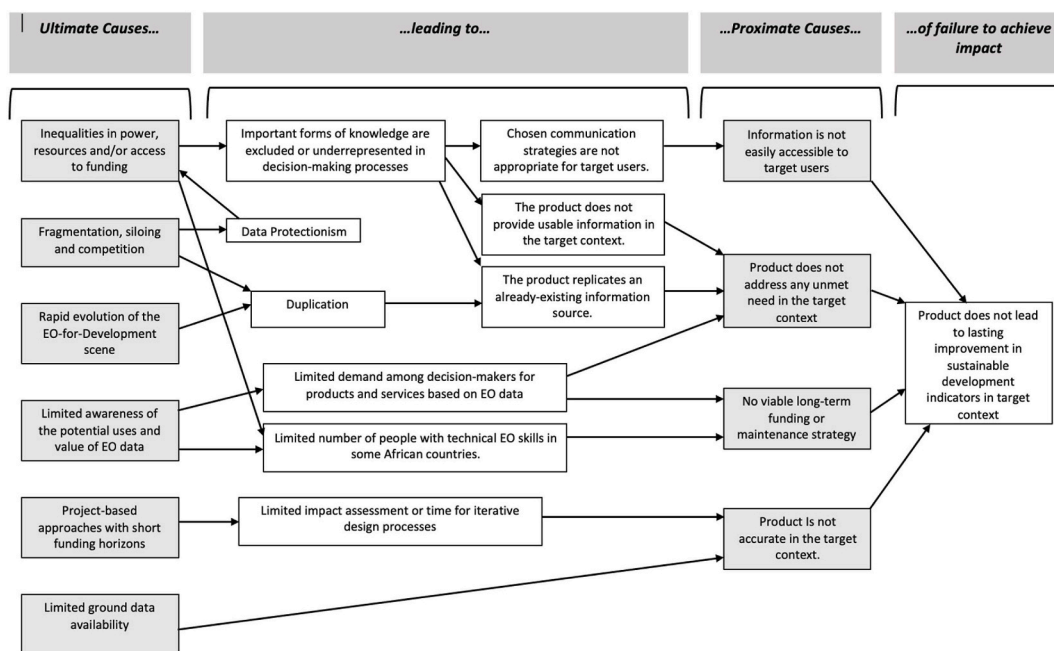 Ultimate Causes…
…leading to…
…Proximate Causes…
…of failure to achieve
impact
Inequalities in power,
resources and/or access
to funding
Important forms of knowledge are
excluded or underrepresented in
decision-making processes
Chosen communication
strategies are not
appropriate for target users.
Information is not
easily accessible to
target users
Fragmentation, siloing
and competition
Data Protectionism
The product does not
provide usable information in
the target context.
Rapid evolution of the
EO-for-Development
scene
Duplication
The product replicates an
already-existing information
source.
Product does not
address any unmet
need in the target
context
Product does not lead
to lasting
improvement in
sustainable
development
indicators in target
context
Limited awareness of
the potential uses and
value of EO data
Limited demand among decision-makers for
products and services based on EO data
Limited number of people with technical EO skills in
some African countries.
No viable long-term
funding or
maintenance strategy
Project-based
approaches with short
funding horizons
Limited impact assessment or time for iterative
design processes
Product Is not
accurate in the target
context.
Limited ground data
availability